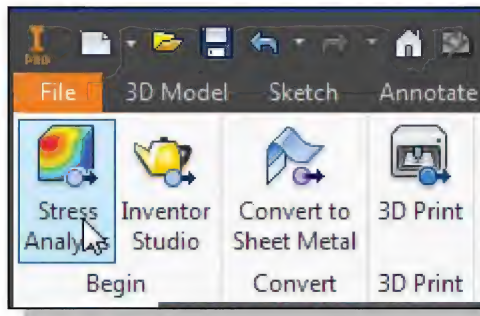 PRO
File 3D Model Sketch Annotate
Stress Analysis Inventor Studio Convert to Sheet Metal 3D Print
Begin Convert 3D Print